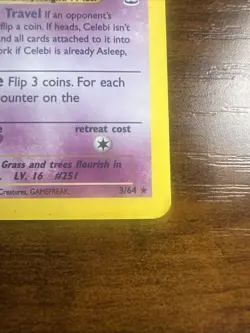 Travel If an opponent's
flip a coin. If heads, Celebi isn't
and all cards attached to it into
rk if Celebi is already Asleep,
e Flip 3 coins. For each
ounter on the
retreat cost
Grass and trees flourish in
LV. 16 #251
Creatures, GAMEFREAK. 3/64 ★